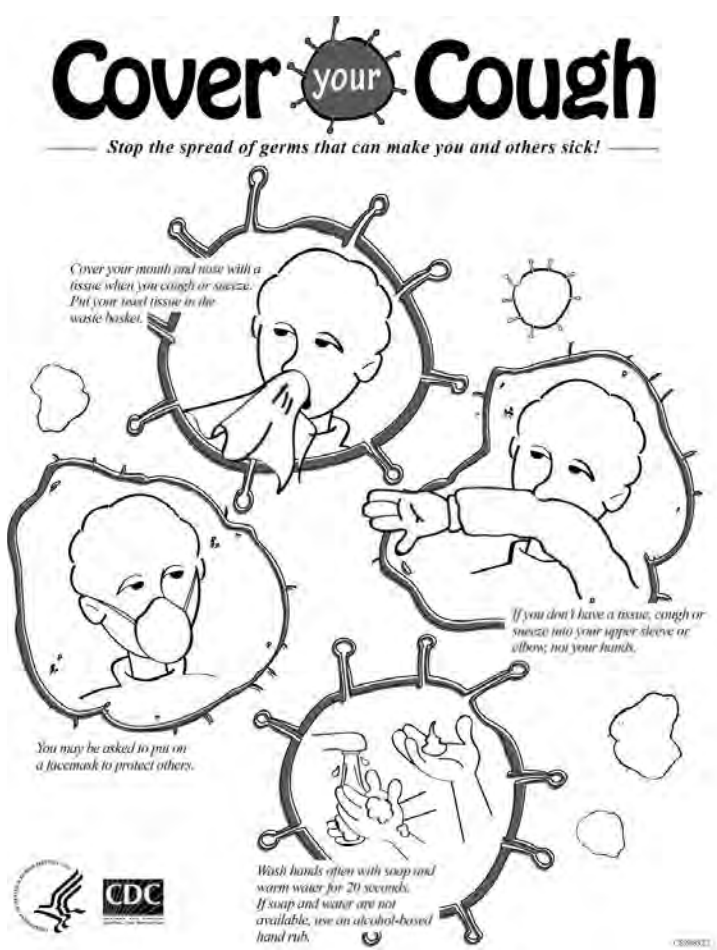 Cover your Cough
Stop the spread of germs that can make you and others sick!
Cover your mouth and nose with a
tissue when you cough or sneeze.
Put your used tissue in the
waste basket.
If you don't have a tissue, cough or
sneeze into your upper sleeve or
elbow, not your hands.
You may be asked to put on
a facemask to protect others.
Wash hands often with soap and
warm water for 20 seconds.
If soap and water are not
available, use an alcohol-based
hand rub.
CDC